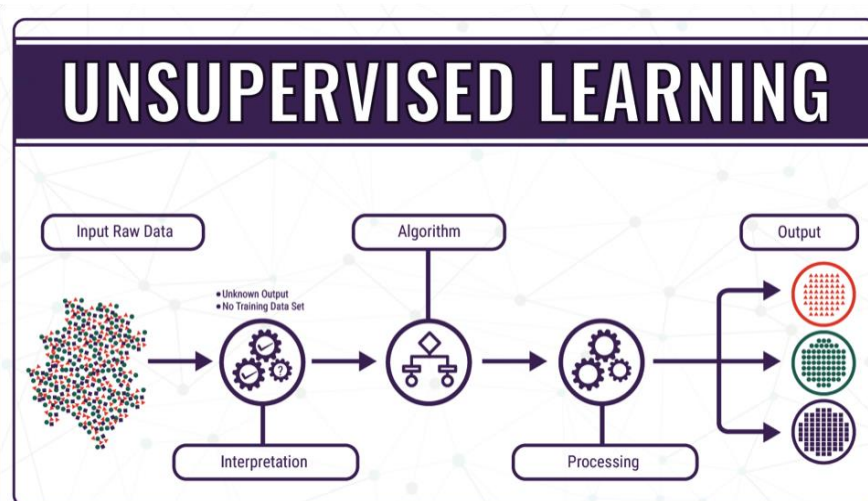 UNSUPERVISED LEARNING
Input Raw Data
Algorithm
Output
• Unknown Output
• No Training Data Set
?
Interpretation
Processing